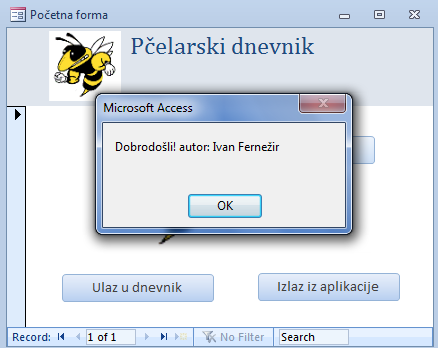 Početna forma
Pčelarski dnevnik
Microsoft Access
Dobrodošli! autor: Ivan Fernežir
OK
Ulaz u dnevnik
Izlaz iz aplikacije
Record: 1 of 1 No Filter Search